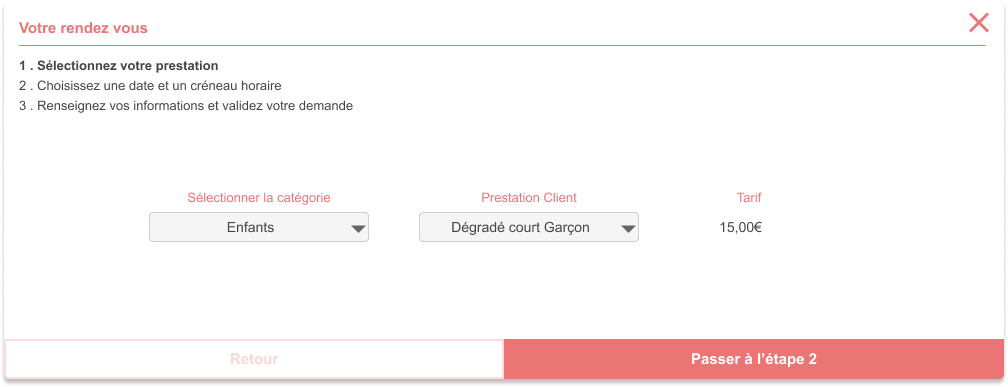 Votre rendez vous
1 . Sélectionnez votre prestation
2 . Choisissez une date et un créneau horaire
3 . Renseignez vos informations et validez votre demande
Sélectionner la catégorie Prestation Client Tarif
Enfants Dégradé court Garçon 15,00€
Retour Passer à l’étape 2